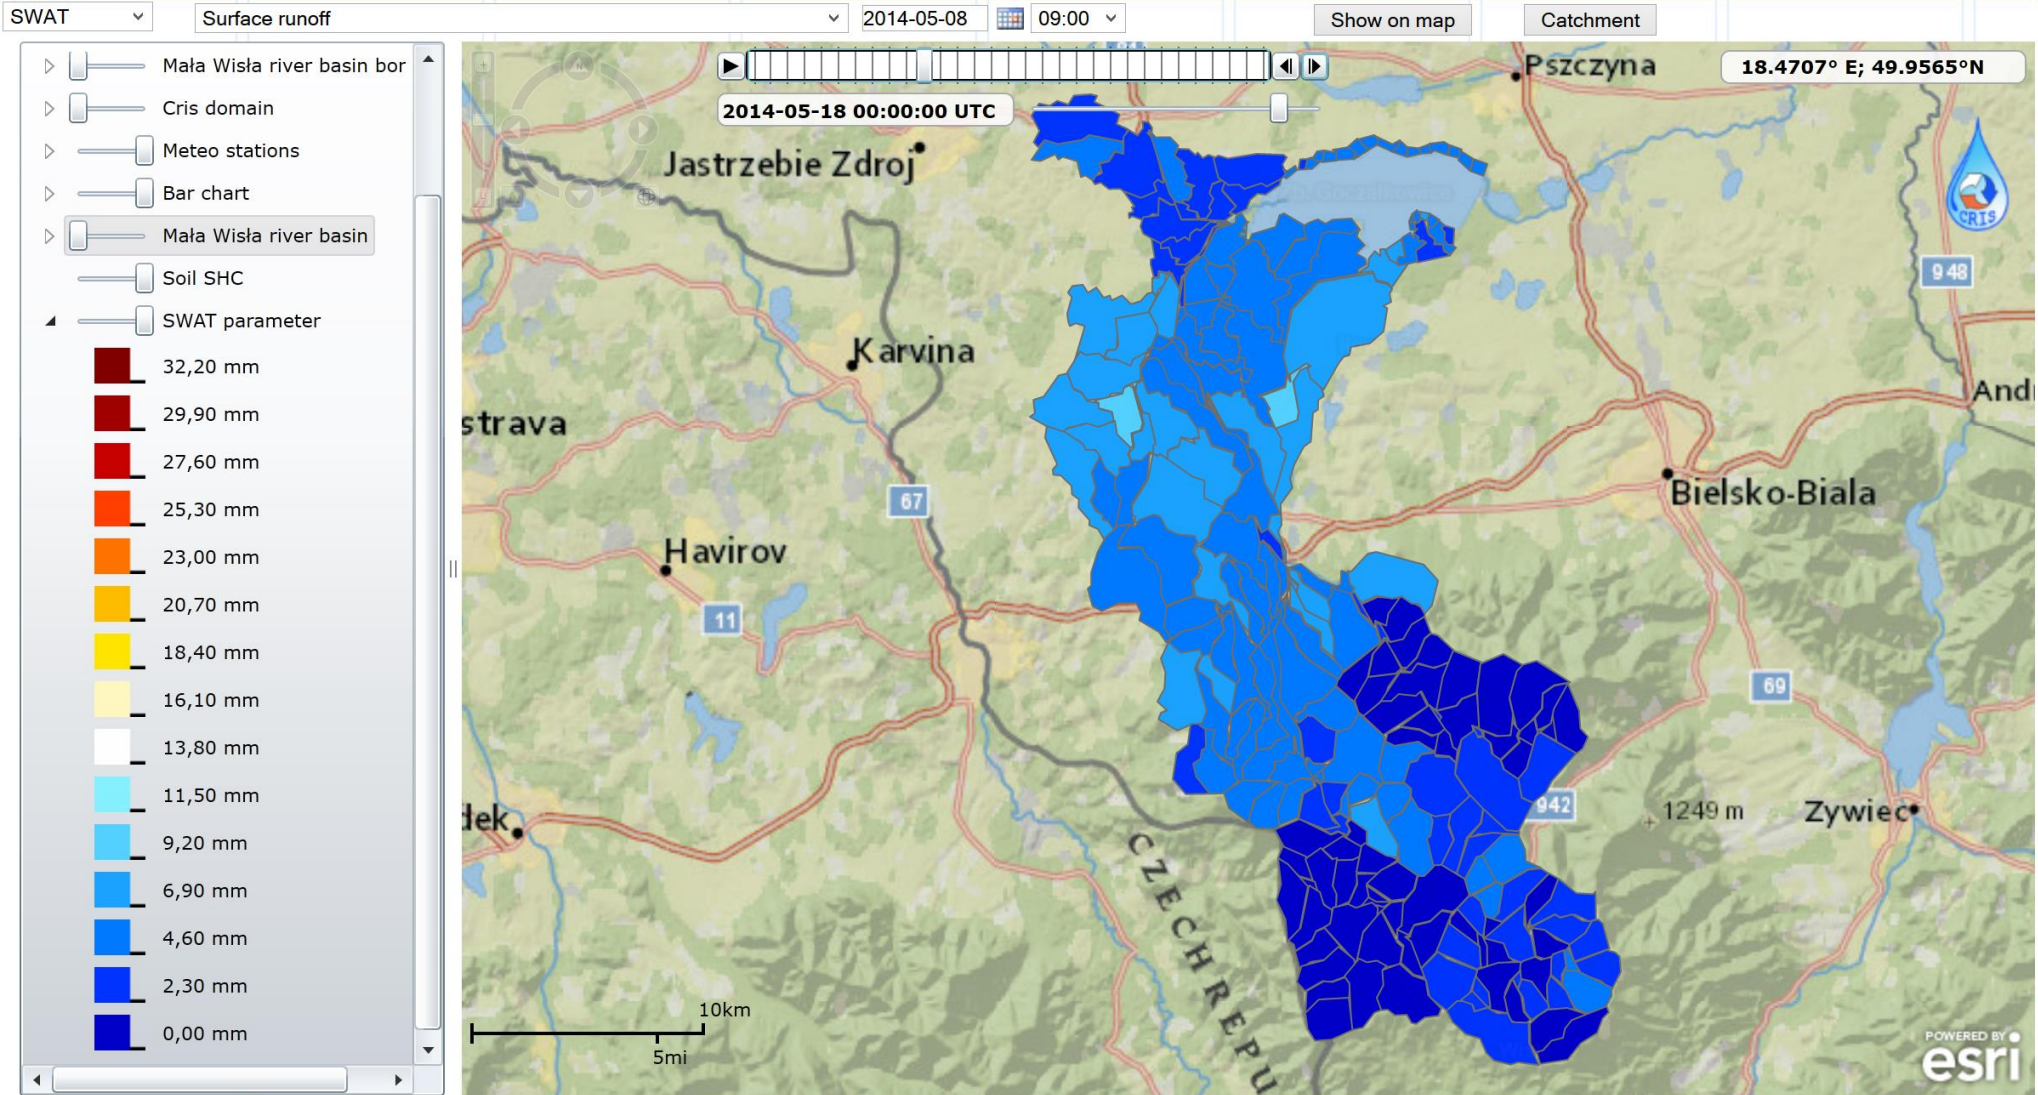 SWAT
Surface runoff
2014-05-08
09:00
Show on map
Catchment
Mała Wisła river basin bor
Cris domain
Meteo stations
Bar chart
Mała Wisła river basin
Soil SHC
SWAT parameter
32,20 mm
29,90 mm
27,60 mm
25,30 mm
23,00 mm
20,70 mm
18,40 mm
16,10 mm
13,80 mm
11,50 mm
9,20 mm
6,90 mm
4,60 mm
2,30 mm
0,00 mm
2014-05-18 00:00:00 UTC
18.4707° E; 49.9565°N
Pszczyna
Jastrzebie Zdroj
CRIS
948
Karvina
Andr
strava
Bielsko-Biala
67
Havirov
11
69
942
1249 m
Zywiec
dek
CZECH REPU
10km
5mi
POWERED BY
esri